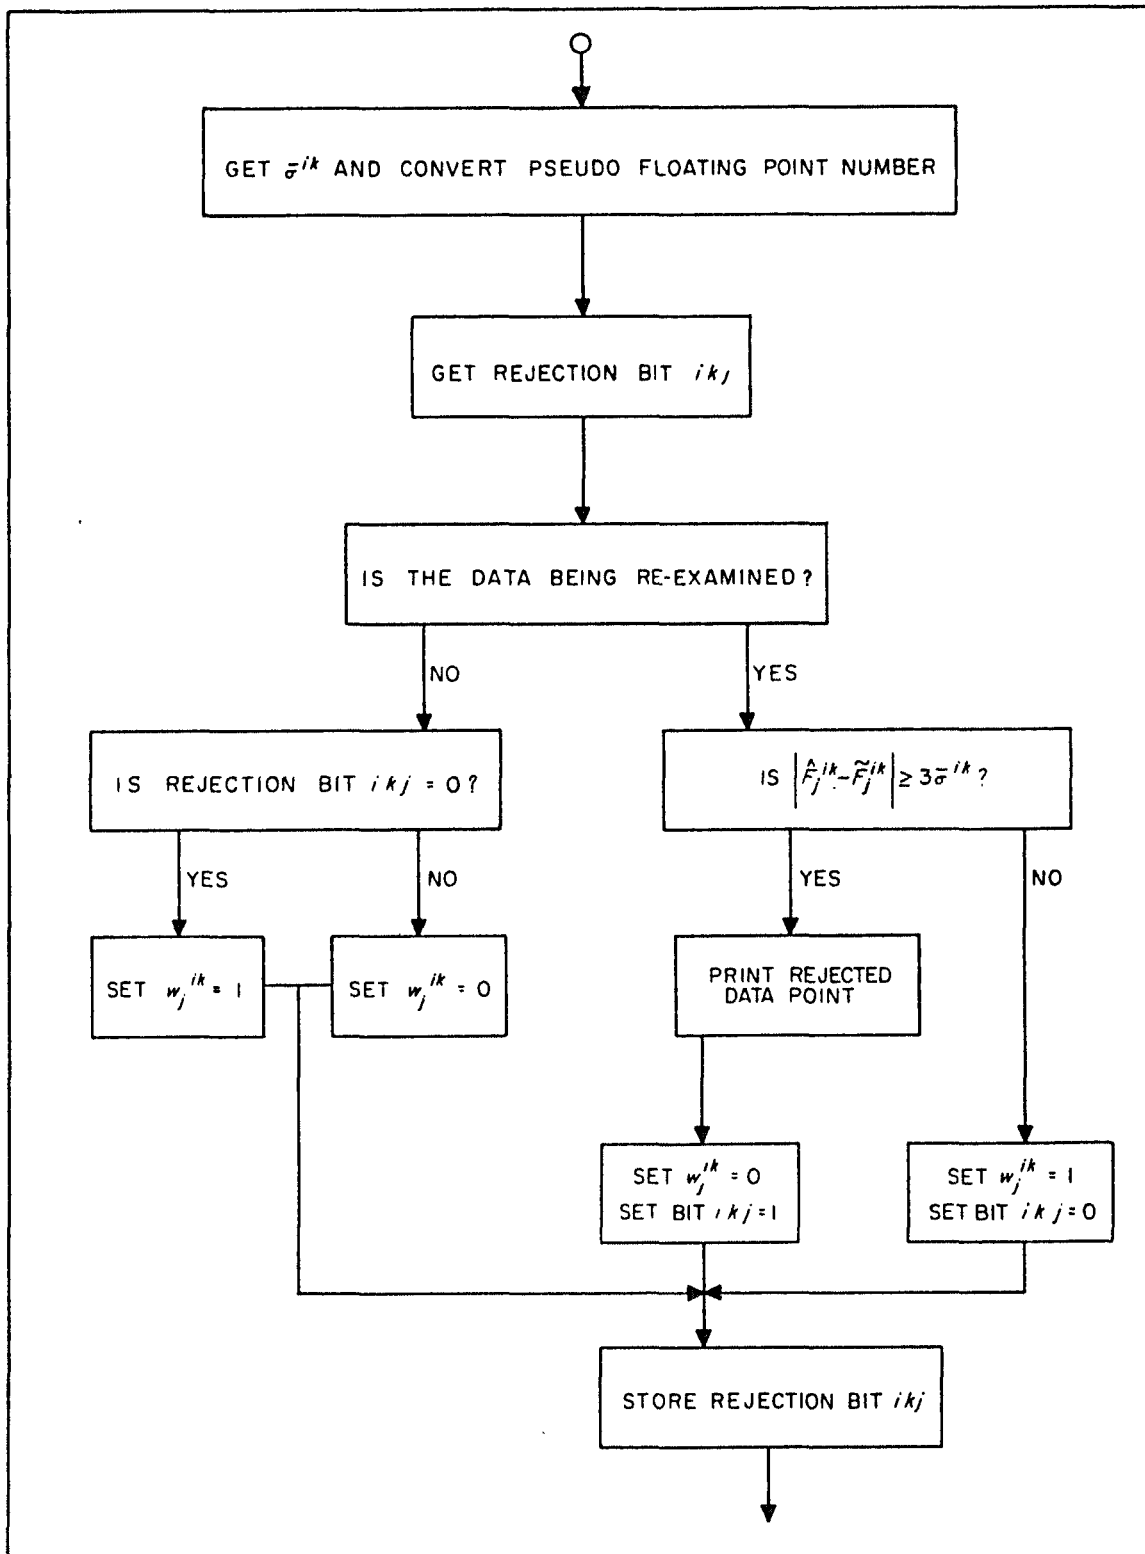 GET σ̄^ik AND CONVERT PSEUDO FLOATING POINT NUMBER
GET REJECTION BIT ikj
IS THE DATA BEING RE-EXAMINED?
NO
YES
IS REJECTION BIT ikj = 0?
IS |F̂_j^ik - F̃_j^ik| ≥ 3σ̄^ik?
YES
NO
YES
NO
SET w_j^ik = 1
SET w_j^ik = 0
PRINT REJECTED
DATA POINT
SET w_j^ik = 0
SET BIT ikj=1
SET w_j^ik = 1
SET BIT ikj=0
STORE REJECTION BIT ikj